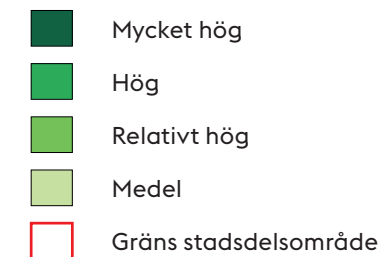 Mycket hög
Hög
Relativt hög
Medel
Gräns stadsdelsområde